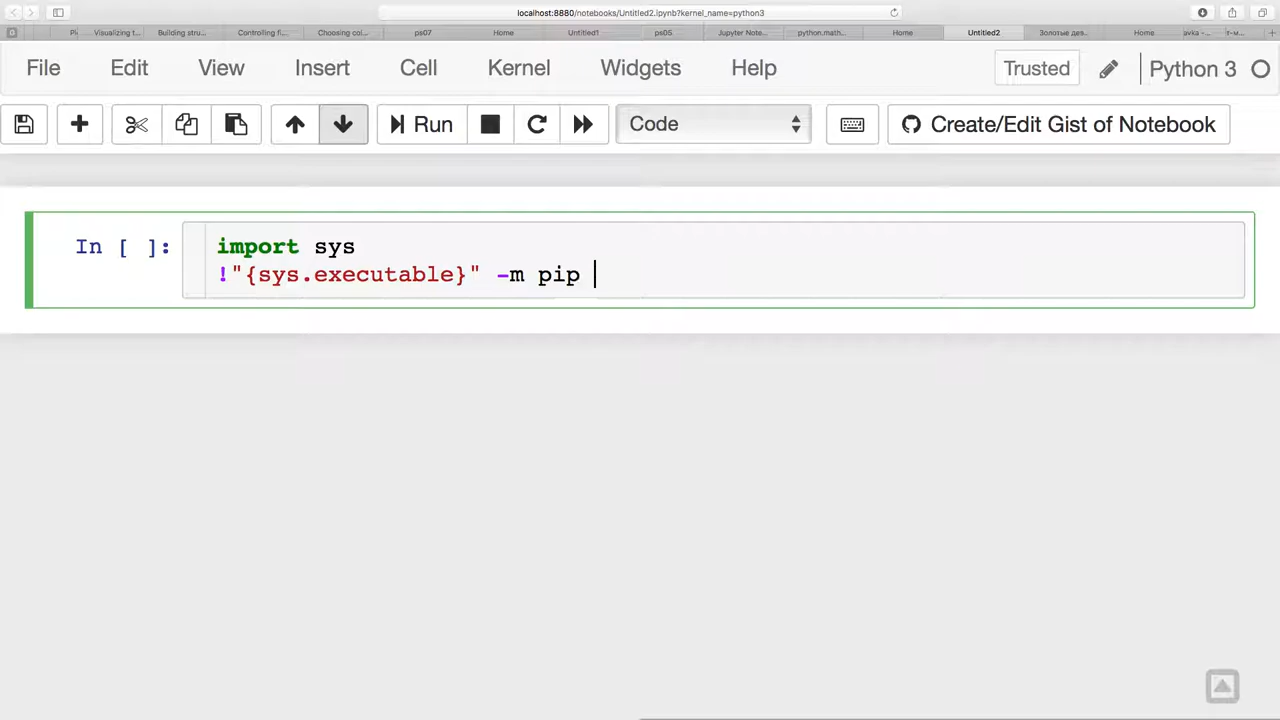 localhost:8880/notebooks/Untitled2.ipynb?kernel_name=python3
Visualizing t... Building stru... Controlling fi... Choosing col... ps07 Home Untitled1 ps05 Jupyter Note... python.math... Home Untitled2 Золотые дев... Home
File Edit View Insert Cell Kernel Widgets Help Trusted Python 3
Run Code Create/Edit Gist of Notebook
In [ ]: import sys
!"{sys.executable}" -m pip